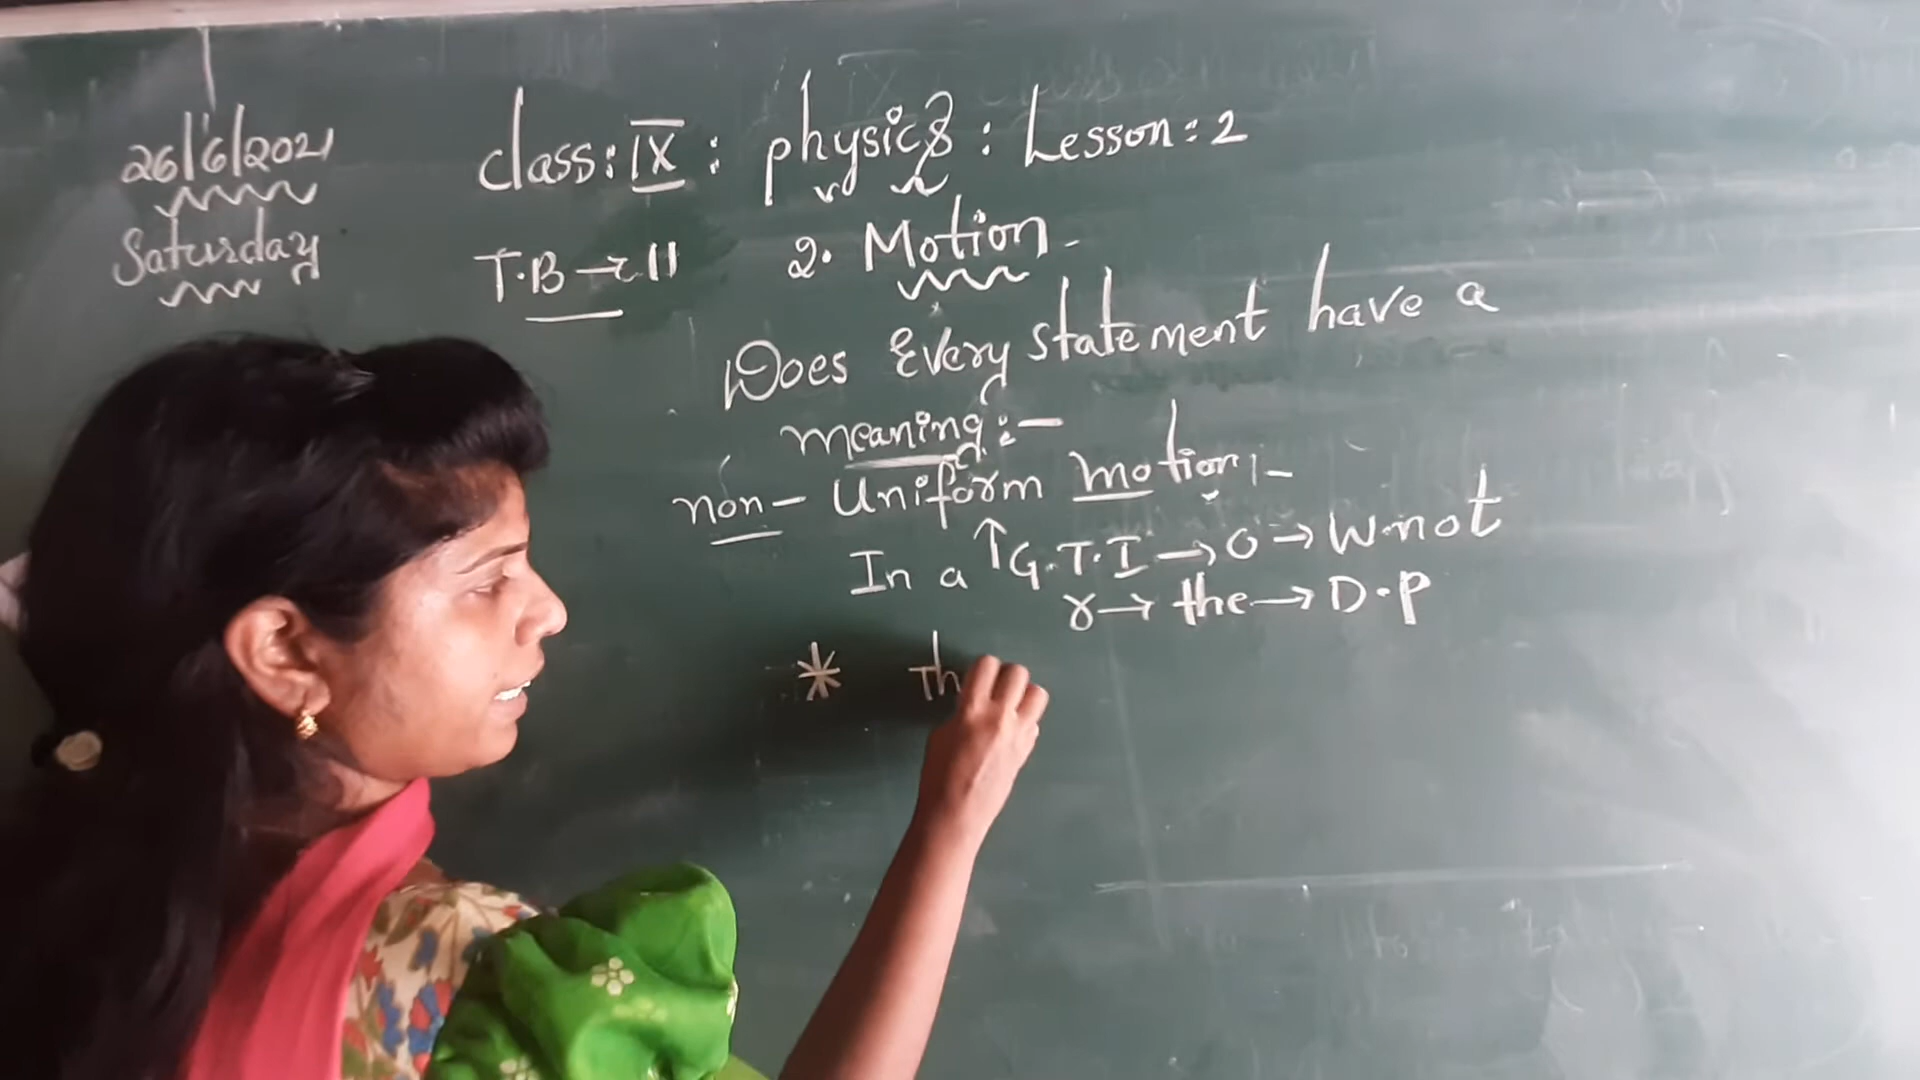 26/6/2021
Saturday
class: IX : physics : Lesson: 2
T.B → 11
2. Motion -
Does Every statement have a
meaning:-
non- Uniform motion:-
In a ↑ G.T.I → O → W.not
r → the → D.P
* Th